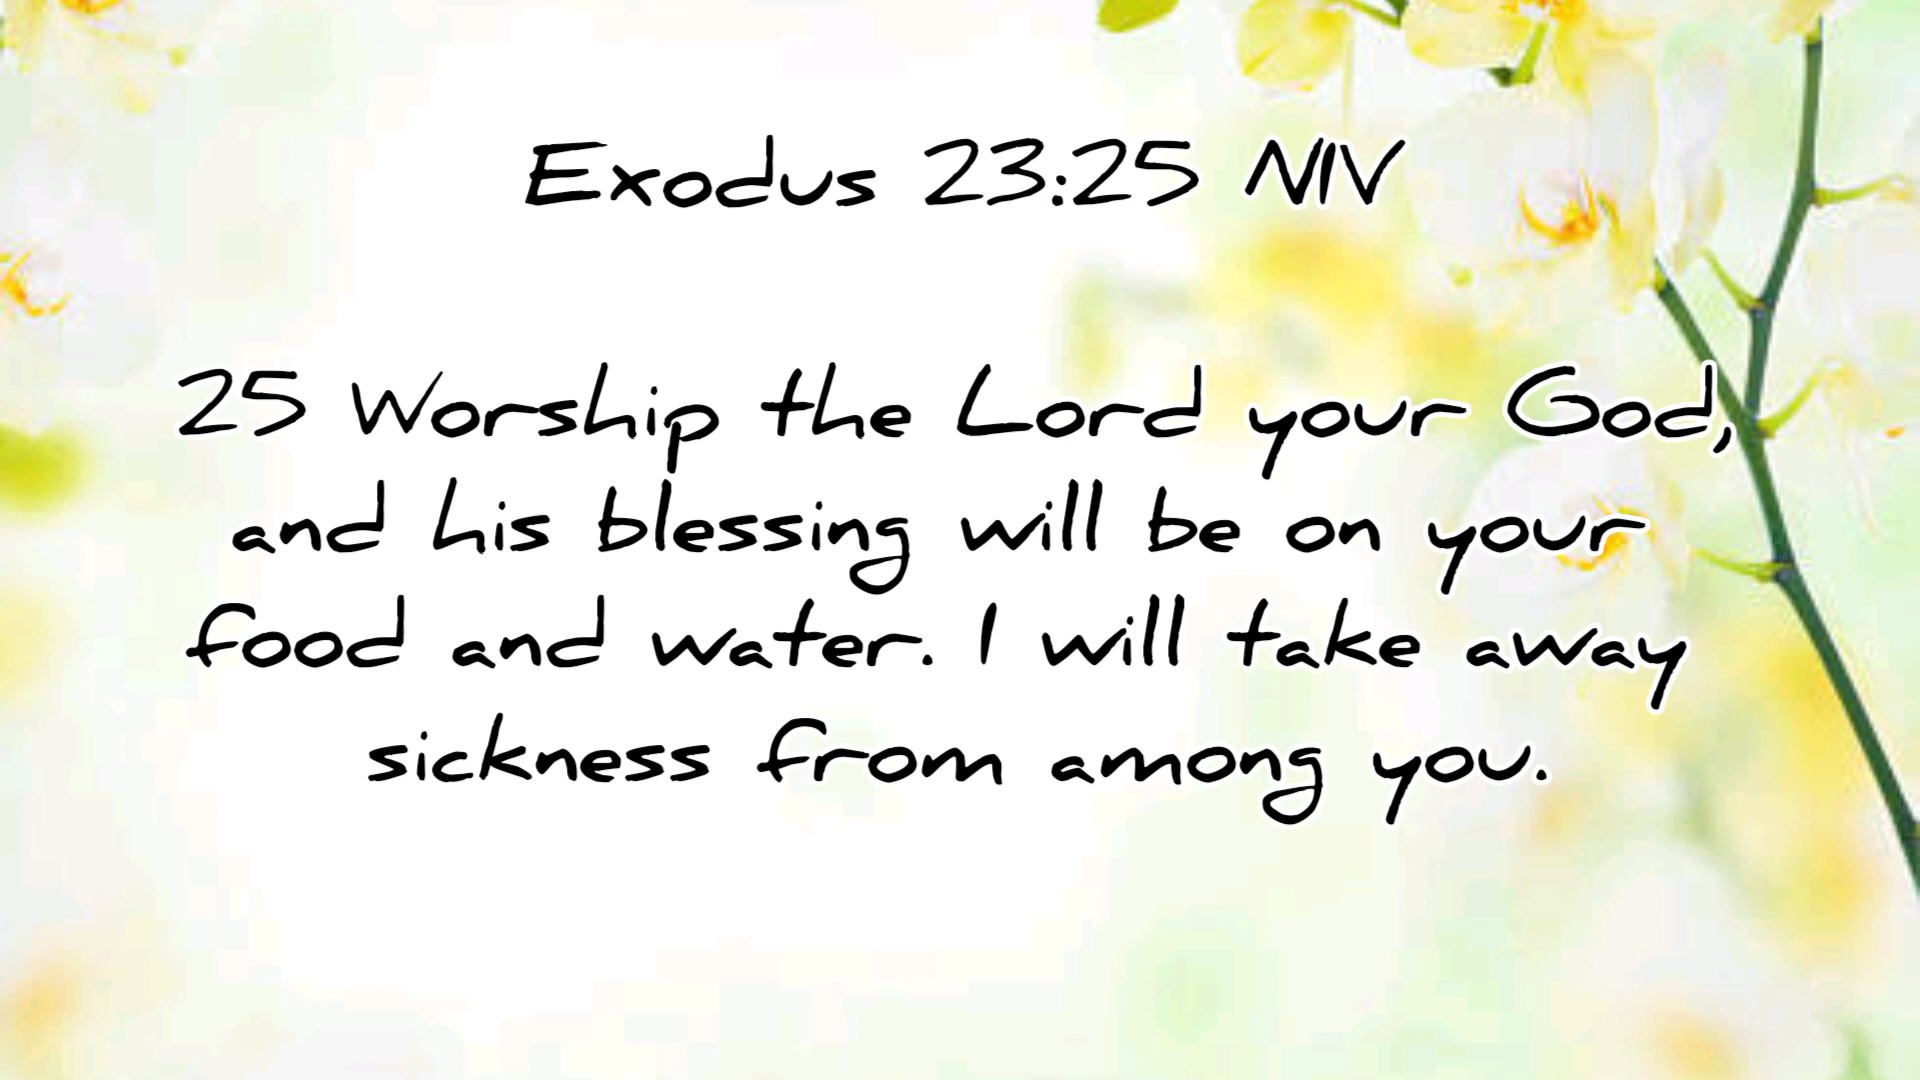 Exodus 23:25 NIV
25 Worship the Lord your God,
and his blessing will be on your
food and water. I will take away
sickness from among you.